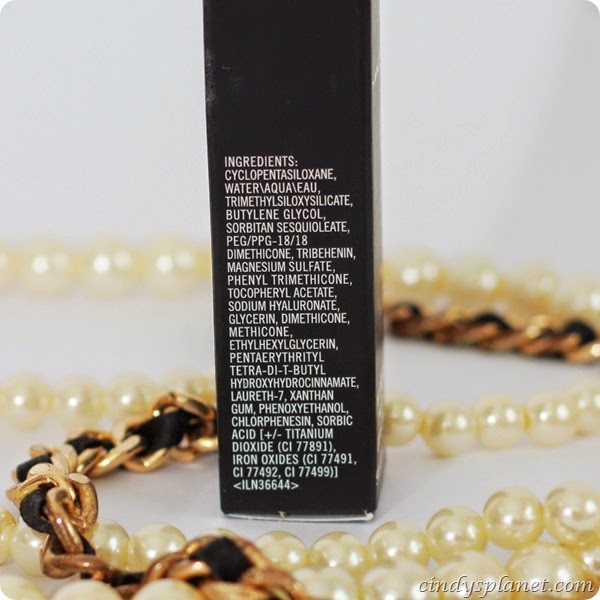 INGREDIENTS:
CYCLOPENTASILOXANE,
WATER\AQUA\EAU,
TRIMETHYLSILOXYSILICATE,
BUTYLENE GLYCOL,
SORBITAN SESQUIOLEATE,
PEG/PPG-18/18
DIMETHICONE, TRIBEHENIN,
MAGNESIUM SULFATE,
PHENYL TRIMETHICONE,
TOCOPHERYL ACETATE,
SODIUM HYALURONATE,
GLYCERIN, DIMETHICONE,
METHICONE,
ETHYLHEXYLGLYCERIN,
PENTAERYTHRITYL
TETRA-DI-T-BUTYL
HYDROXYHYDROCINNAMATE,
LAURETH-7, XANTHAN
GUM, PHENOXYETHANOL,
CHLORPHENESIN, SORBIC
ACID [+/- TITANIUM
DIOXIDE (CI 77891),
IRON OXIDES (CI 77491,
CI 77492, CI 77499)]
<ILN36644>
cindysplanet.com